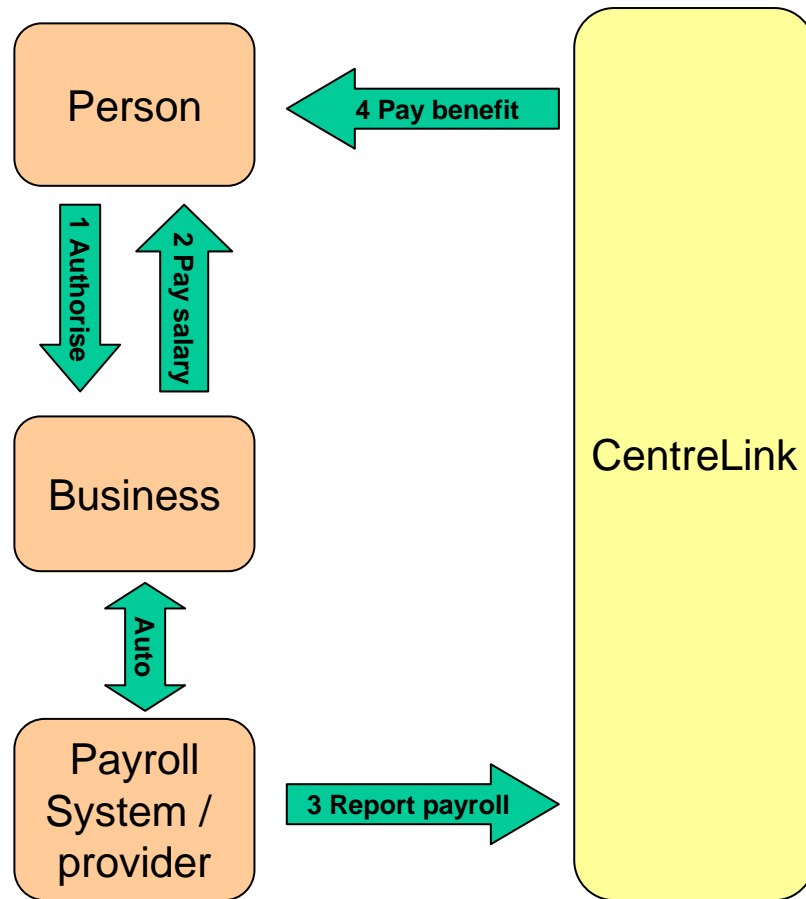 Person
4 Pay benefit
1 Authorise
2 Pay salary
CentreLink
Business
Auto
Payroll
System /
provider
3 Report payroll